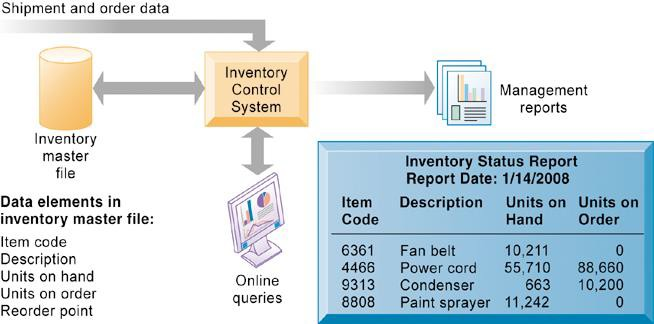 Shipment and order data
Inventory
Control
System
Management
reports
Inventory
master
file
Data elements in
inventory master file:
Item code
Description
Units on hand
Units on order
Reorder point
Online
queries
Inventory Status Report
Report Date: 1/14/2008
Item Code Description Units on Hand Units on Order
6361 Fan belt 10,211 0
4466 Power cord 55,710 88,660
9313 Condenser 663 10,200
8808 Paint sprayer 11,242 0